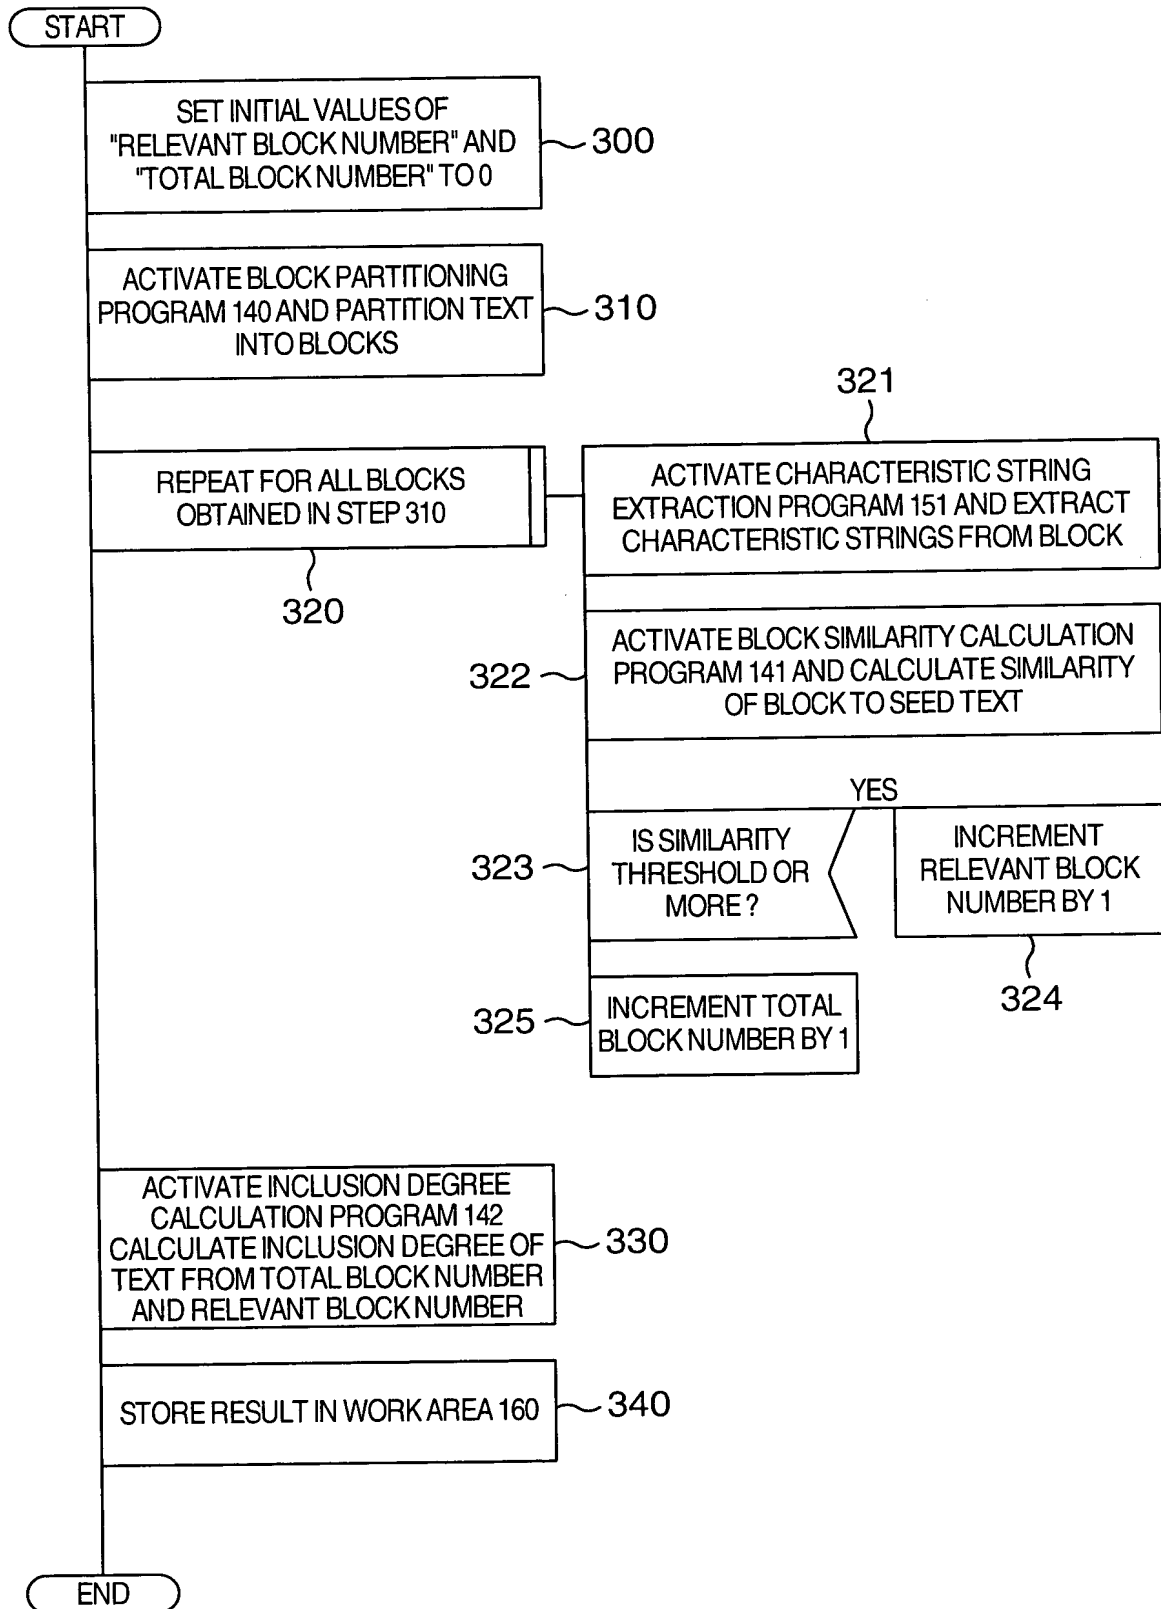 START
SET INITIAL VALUES OF
"RELEVANT BLOCK NUMBER" AND
"TOTAL BLOCK NUMBER" TO 0
300
ACTIVATE BLOCK PARTITIONING
PROGRAM 140 AND PARTITION TEXT
INTO BLOCKS
310
REPEAT FOR ALL BLOCKS
OBTAINED IN STEP 310
320
321
ACTIVATE CHARACTERISTIC STRING
EXTRACTION PROGRAM 151 AND EXTRACT
CHARACTERISTIC STRINGS FROM BLOCK
322
ACTIVATE BLOCK SIMILARITY CALCULATION
PROGRAM 141 AND CALCULATE SIMILARITY
OF BLOCK TO SEED TEXT
323
IS SIMILARITY
THRESHOLD OR
MORE ?
YES
INCREMENT
RELEVANT BLOCK
NUMBER BY 1
324
325
INCREMENT TOTAL
BLOCK NUMBER BY 1
ACTIVATE INCLUSION DEGREE
CALCULATION PROGRAM 142
CALCULATE INCLUSION DEGREE OF
TEXT FROM TOTAL BLOCK NUMBER
AND RELEVANT BLOCK NUMBER
330
STORE RESULT IN WORK AREA 160
340
END